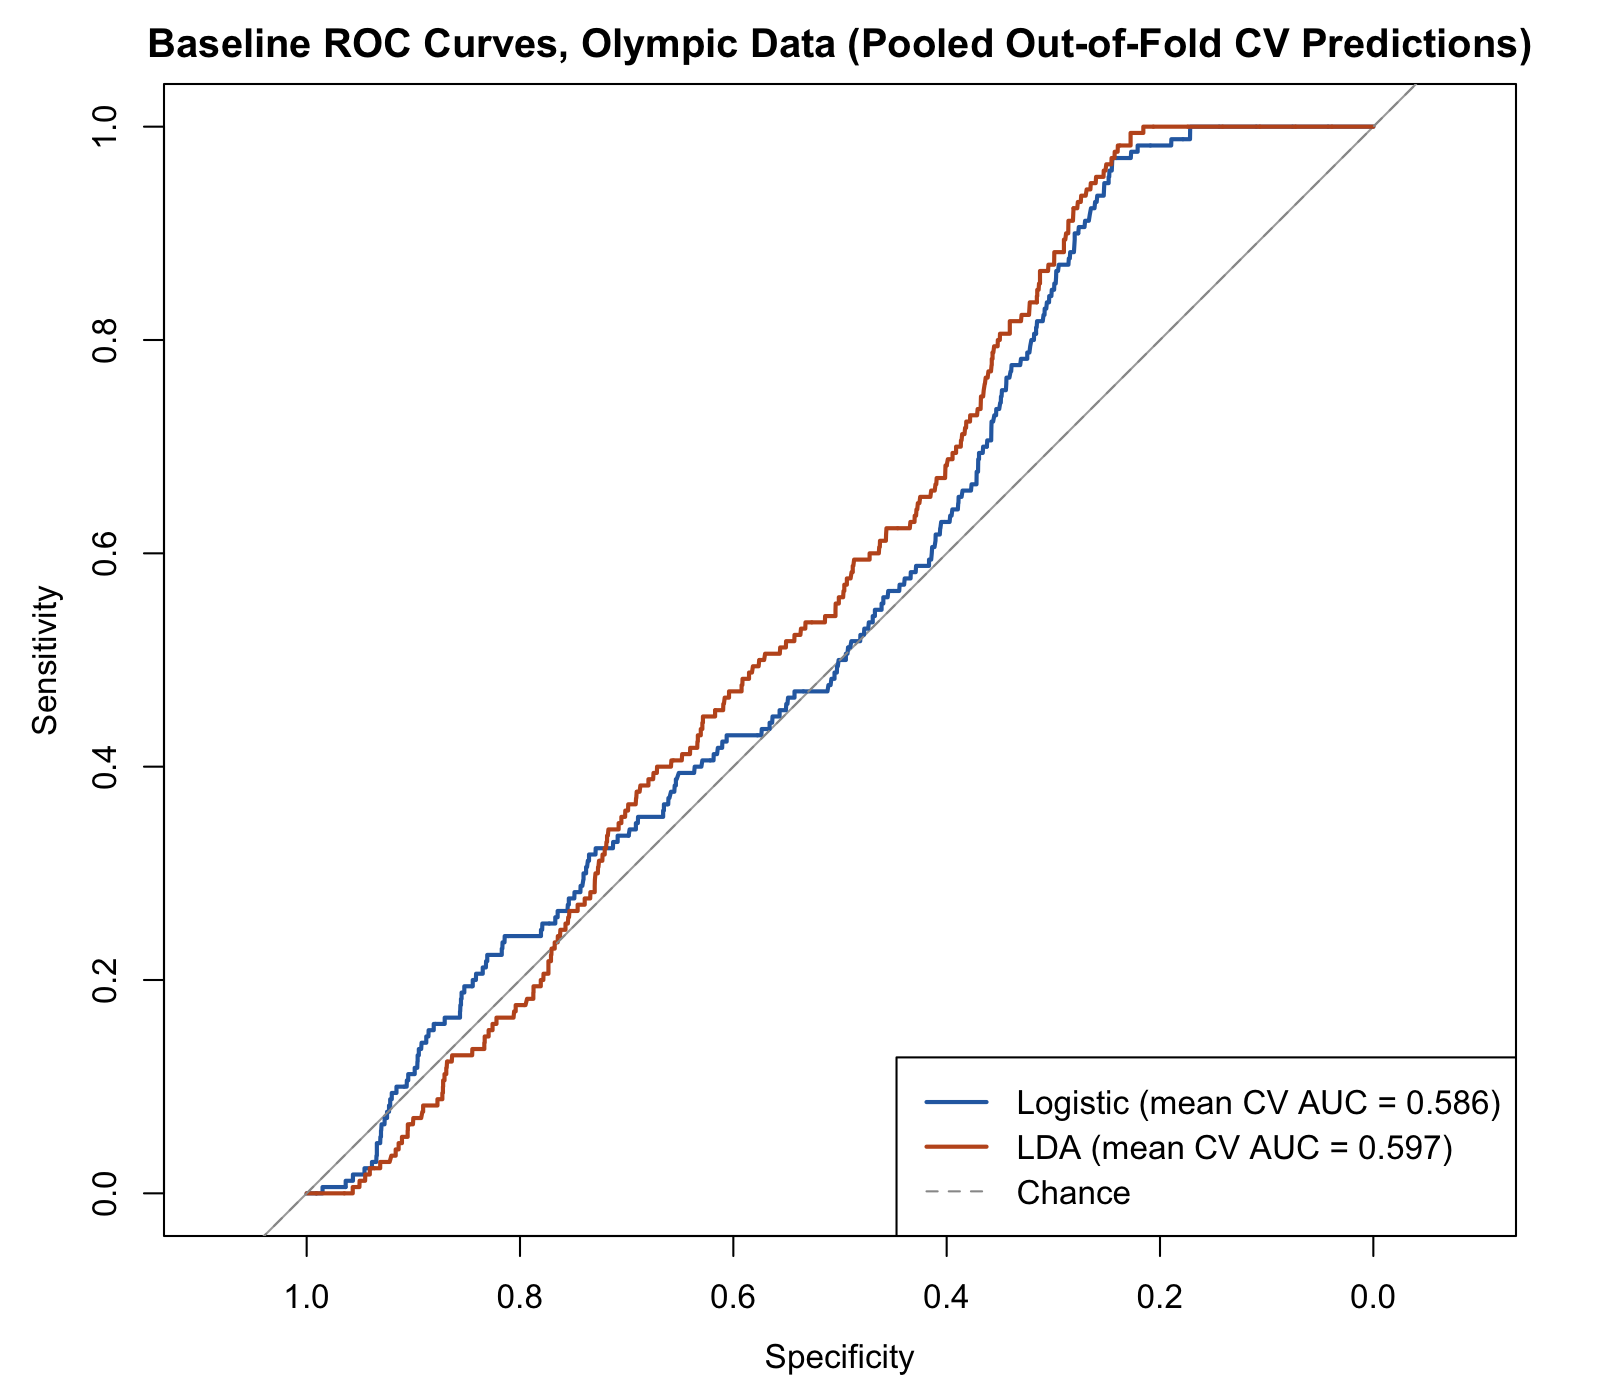 Baseline ROC Curves, Olympic Data (Pooled Out-of-Fold CV Predictions)
1.0
0.8
0.6
0.4
0.2
0.0
Sensitivity
1.0 0.8 0.6 0.4 0.2 0.0
Specificity
Logistic (mean CV AUC = 0.586)
LDA (mean CV AUC = 0.597)
Chance